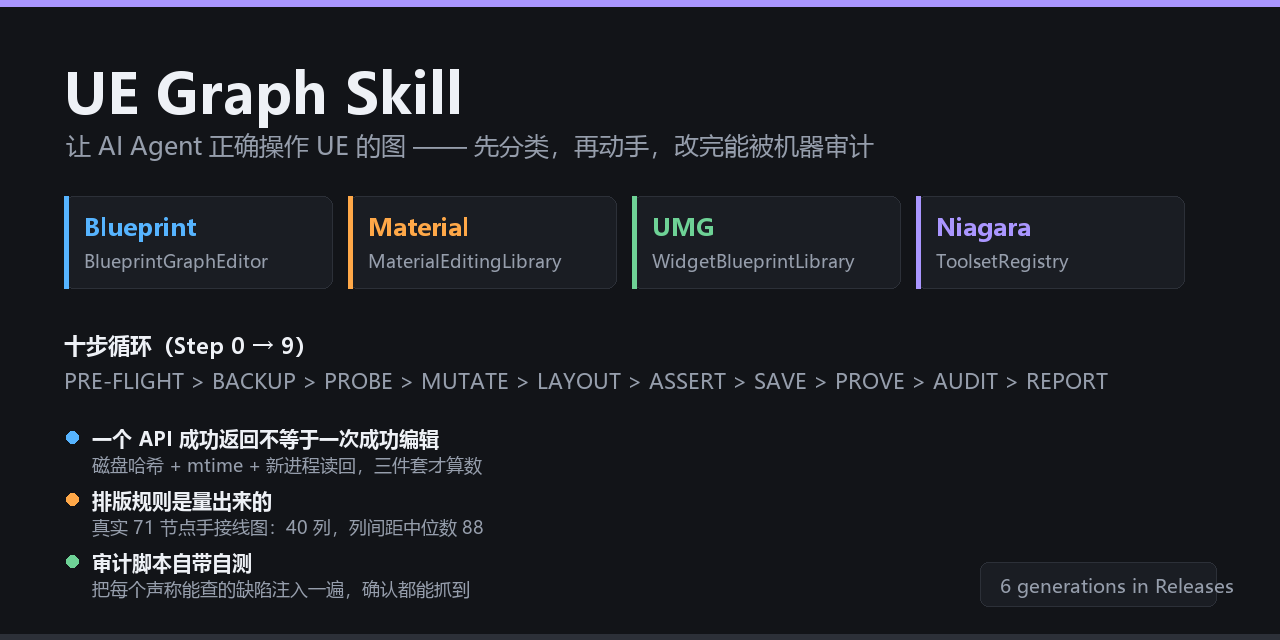 UE Graph Skill
让 AI Agent 正确操作 UE 的图 —— 先分类，再动手，改完能被机器审计
Blueprint
BlueprintGraphEditor
Material
MaterialEditingLibrary
UMG
WidgetBlueprintLibrary
Niagara
ToolsetRegistry
十步循环（Step 0 → 9）
PRE-FLIGHT > BACKUP > PROBE > MUTATE > LAYOUT > ASSERT > SAVE > PROVE > AUDIT > REPORT
一个 API 成功返回不等于一次成功编辑
磁盘哈希 + mtime + 新进程读回，三件套才算数
排版规则是量出来的
真实 71 节点手接线图：40 列，列间距中位数 88
审计脚本自带自测
把每个声称能查的缺陷注入一遍，确认都能抓到
6 generations in Releases